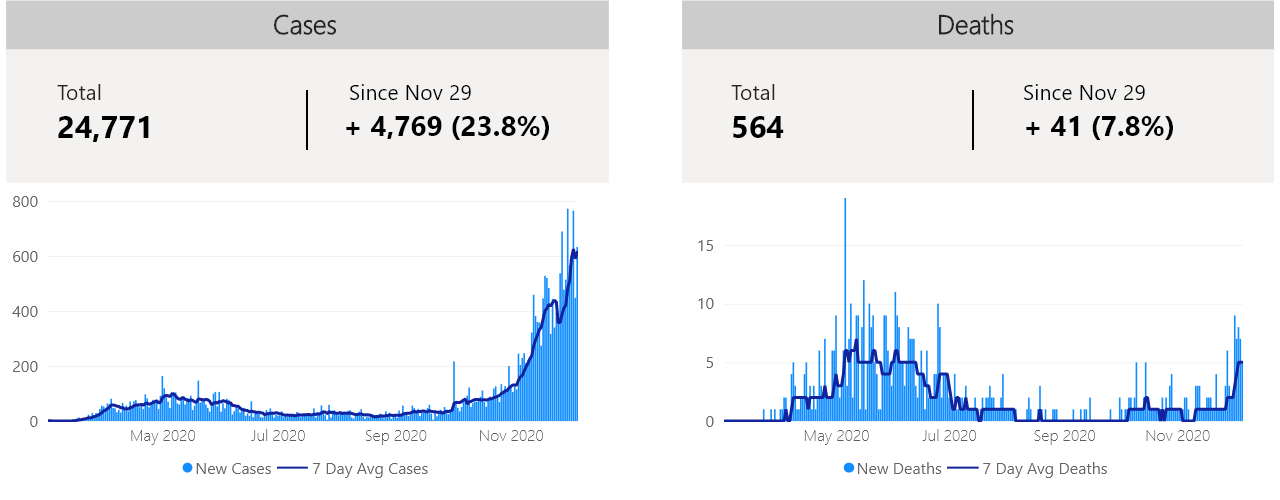 Cases
Total
24,771
Since Nov 29
+ 4,769 (23.8%)
800
600
400
200
0
May 2020
Jul 2020
Sep 2020
Nov 2020
New Cases
7 Day Avg Cases
Deaths
Total
564
Since Nov 29
+ 41 (7.8%)
15
10
5
0
May 2020
Jul 2020
Sep 2020
Nov 2020
New Deaths
7 Day Avg Deaths